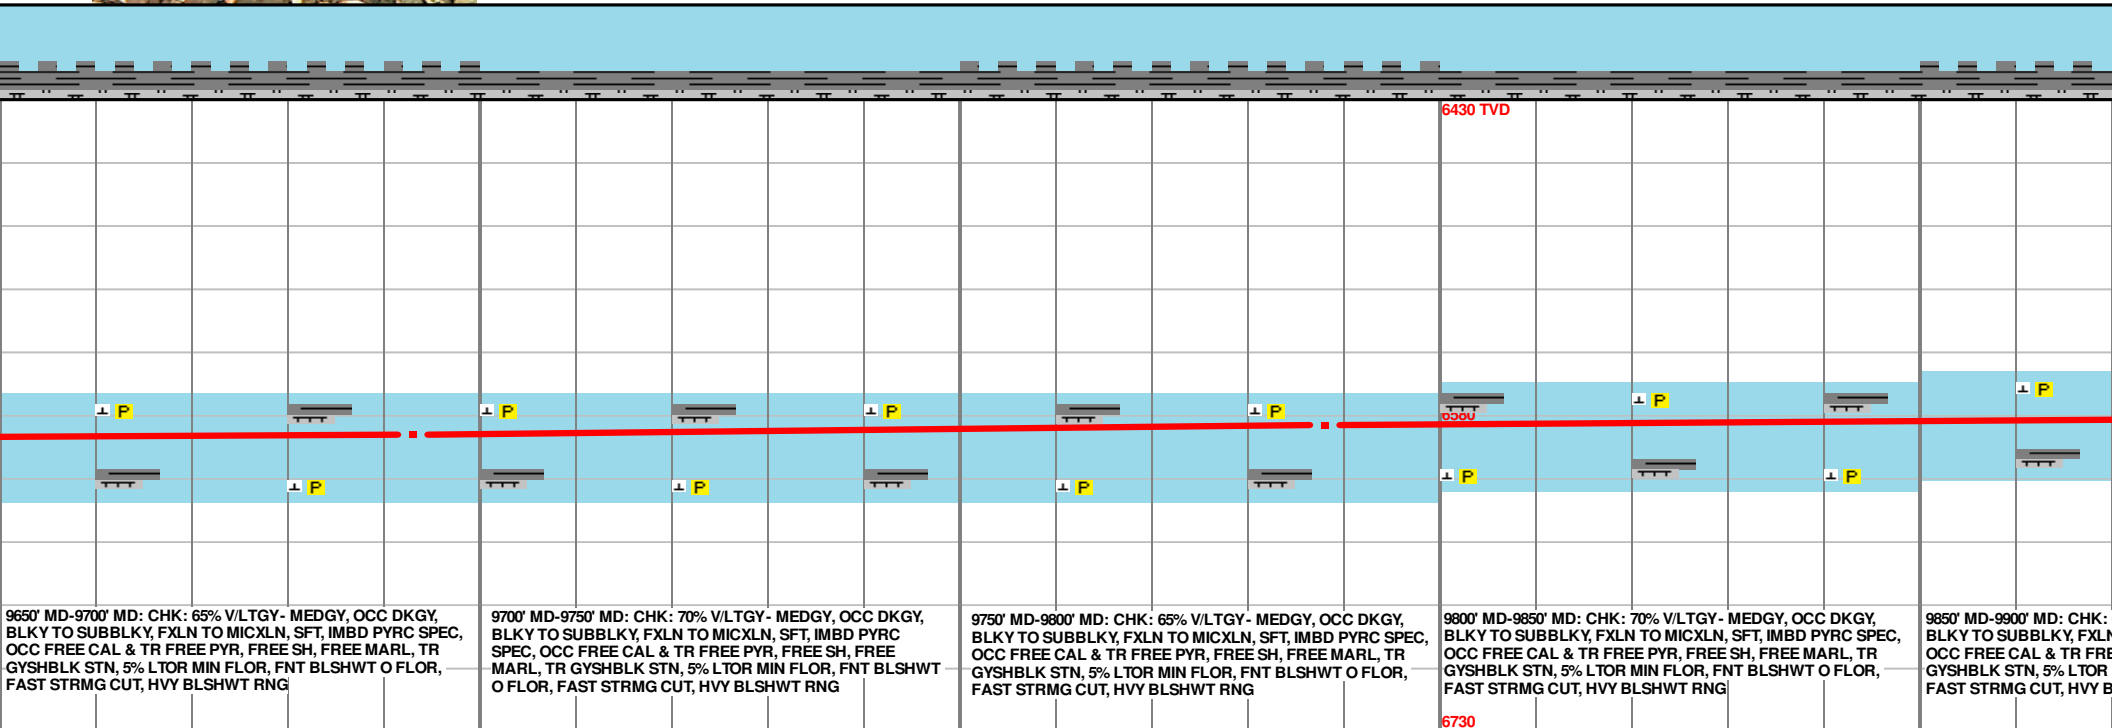 6430 TVD
P P P P P P P P P
6580
P P P P P P
9650' MD-9700' MD: CHK: 65% V/LTGY- MEDGY, OCC DKGY,
BLKY TO SUBBLKY, FXLN TO MICXLN, SFT, IMBD PYRC SPEC,
OCC FREE CAL & TR FREE PYR, FREE SH, FREE MARL, TR
GYSHBLK STN, 5% LTOR MIN FLOR, FNT BLSHWT O FLOR,
FAST STRMG CUT, HVY BLSHWT RNG
9700' MD-9750' MD: CHK: 70% V/LTGY- MEDGY, OCC DKGY,
BLKY TO SUBBLKY, FXLN TO MICXLN, SFT, IMBD PYRC
SPEC, OCC FREE CAL & TR FREE PYR, FREE SH, FREE
MARL, TR GYSHBLK STN, 5% LTOR MIN FLOR, FNT BLSHWT
O FLOR, FAST STRMG CUT, HVY BLSHWT RNG
9750' MD-9800' MD: CHK: 65% V/LTGY- MEDGY, OCC DKGY,
BLKY TO SUBBLKY, FXLN TO MICXLN, SFT, IMBD PYRC SPEC,
OCC FREE CAL & TR FREE PYR, FREE SH, FREE MARL, TR
GYSHBLK STN, 5% LTOR MIN FLOR, FNT BLSHWT O FLOR,
FAST STRMG CUT, HVY BLSHWT RNG
9800' MD-9850' MD: CHK: 70% V/LTGY- MEDGY, OCC DKGY,
BLKY TO SUBBLKY, FXLN TO MICXLN, SFT, IMBD PYRC SPEC,
OCC FREE CAL & TR FREE PYR, FREE SH, FREE MARL, TR
GYSHBLK STN, 5% LTOR MIN FLOR, FNT BLSHWT O FLOR,
FAST STRMG CUT, HVY BLSHWT RNG
9850' MD-9900' MD: CHK:
BLKY TO SUBBLKY, FXLN
OCC FREE CAL & TR FRE
GYSHBLK STN, 5% LTOR
FAST STRMG CUT, HVY B
6730